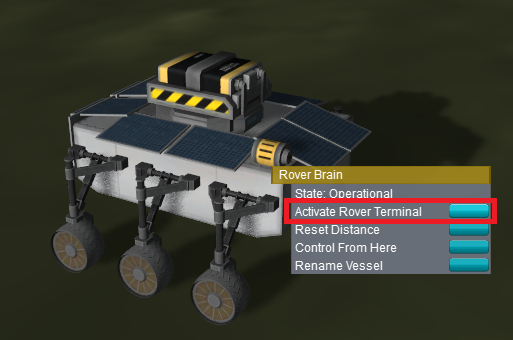 Rover Brain
State: Operational
Activate Rover Terminal
Reset Distance
Control From Here
Rename Vessel